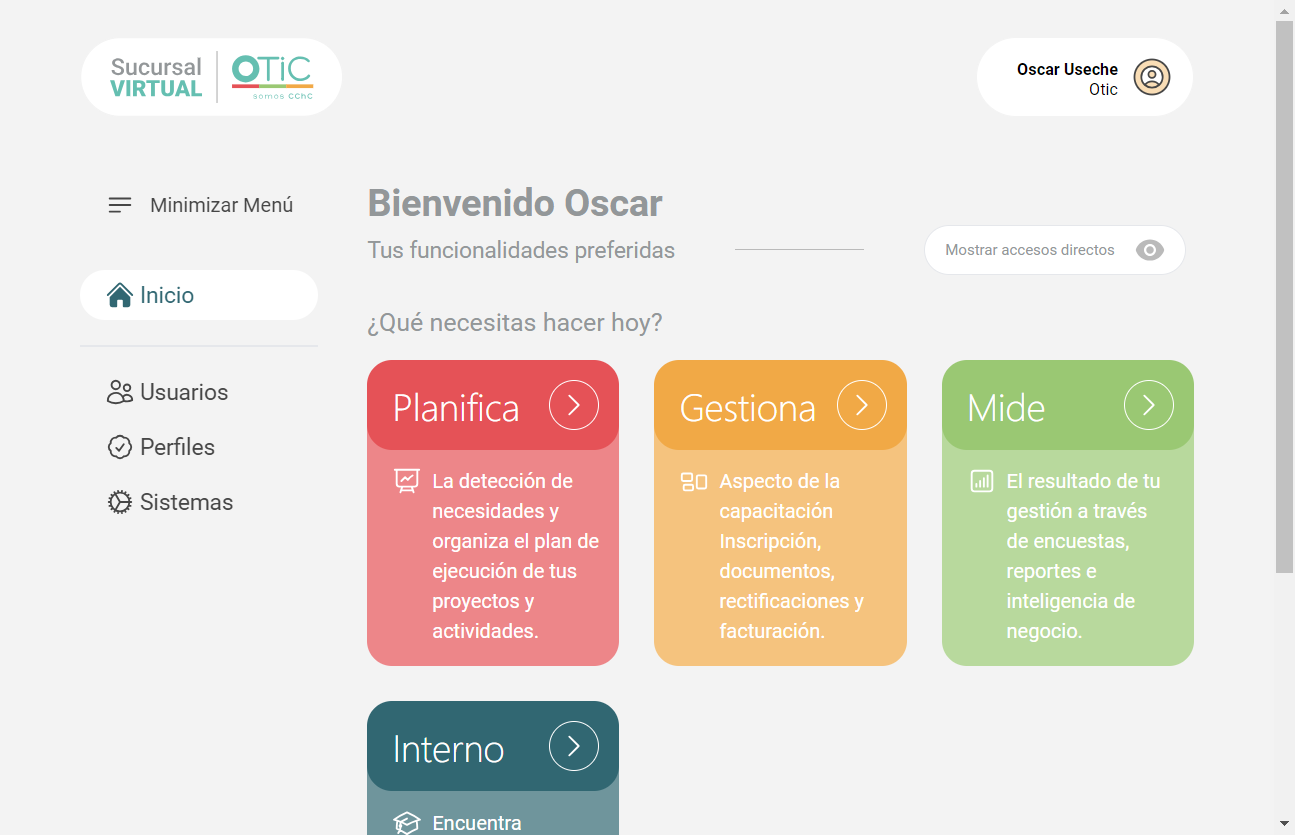 Sucursal
VIRTUAL
OTiC
somos CChC
Oscar Useche
Otic
Minimizar Menú
Inicio
Usuarios
Perfiles
Sistemas
Bienvenido Oscar
Tus funcionalidades preferidas
Mostrar accesos directos
¿Qué necesitas hacer hoy?
Planifica
La detección de
necesidades y
organiza el plan de
ejecución de tus
proyectos y
actividades.
Gestiona
Aspecto de la
capacitación
Inscripción,
documentos,
rectificaciones y
facturación.
Mide
El resultado de tu
gestión a través
de encuestas,
reportes e
inteligencia de
negocio.
Interno
Encuentra